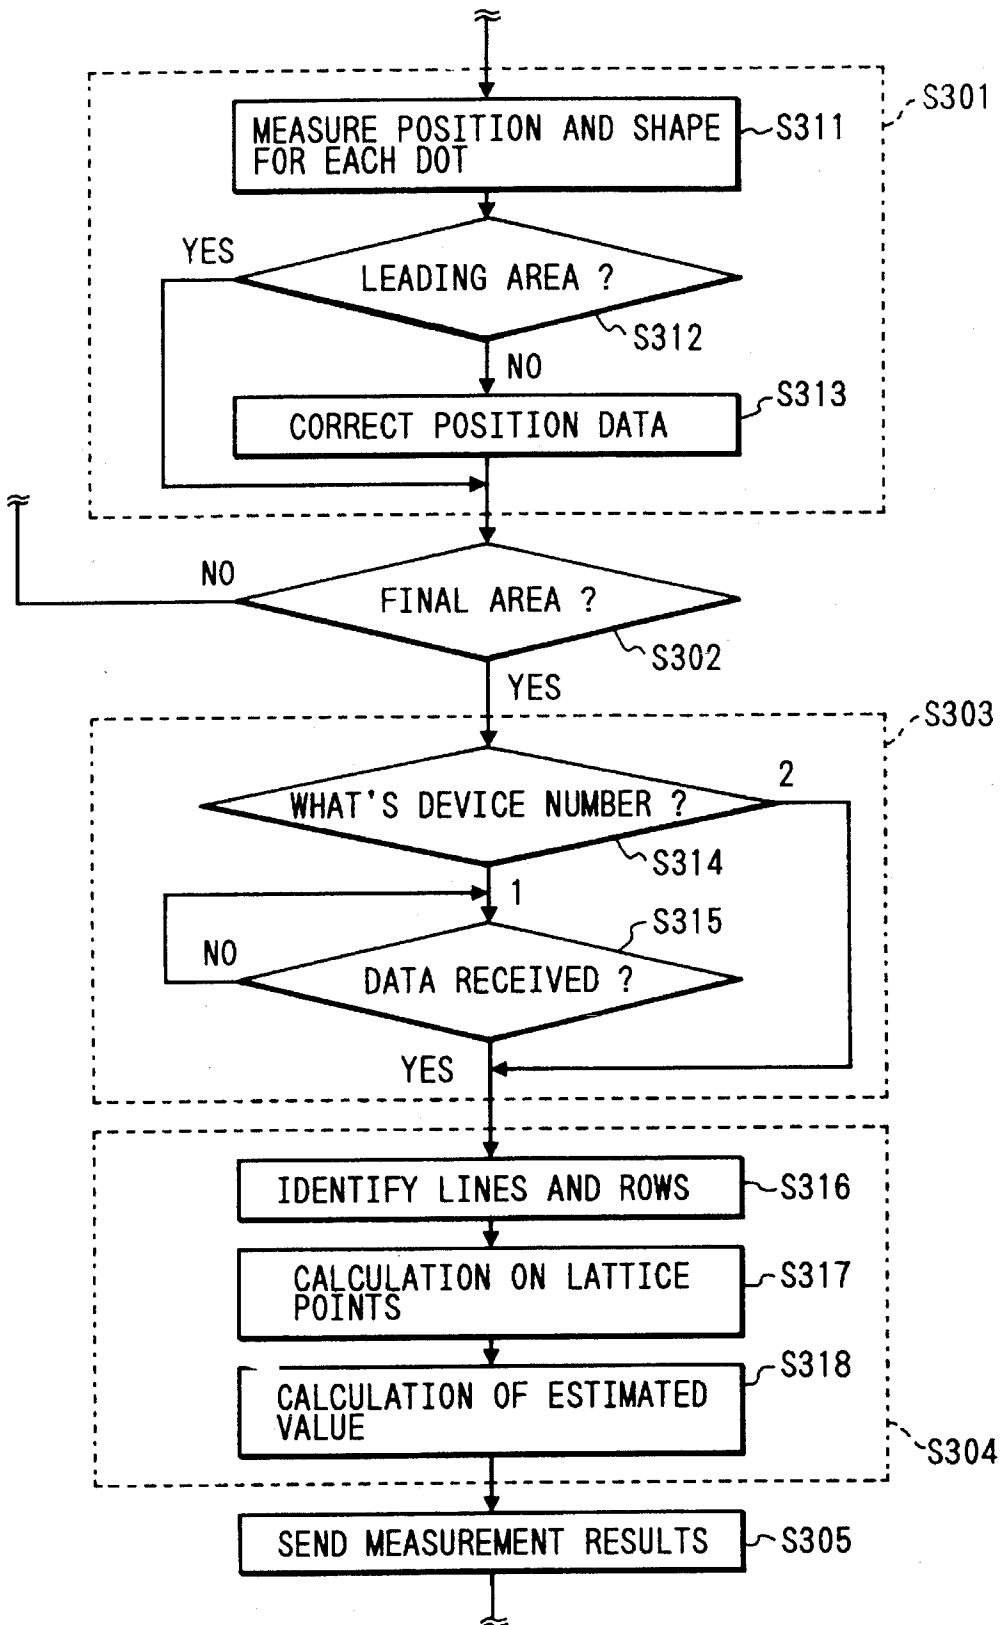 S301
MEASURE POSITION AND SHAPE
FOR EACH DOT
S311
YES
LEADING AREA ?
S312
NO
S313
CORRECT POSITION DATA
NO
FINAL AREA ?
S302
YES
S303
2
WHAT'S DEVICE NUMBER ?
S314
1
S315
NO
DATA RECEIVED ?
YES
IDENTIFY LINES AND ROWS
S316
CALCULATION ON LATTICE
POINTS
S317
S318
CALCULATION OF ESTIMATED
VALUE
S304
SEND MEASUREMENT RESULTS
S305